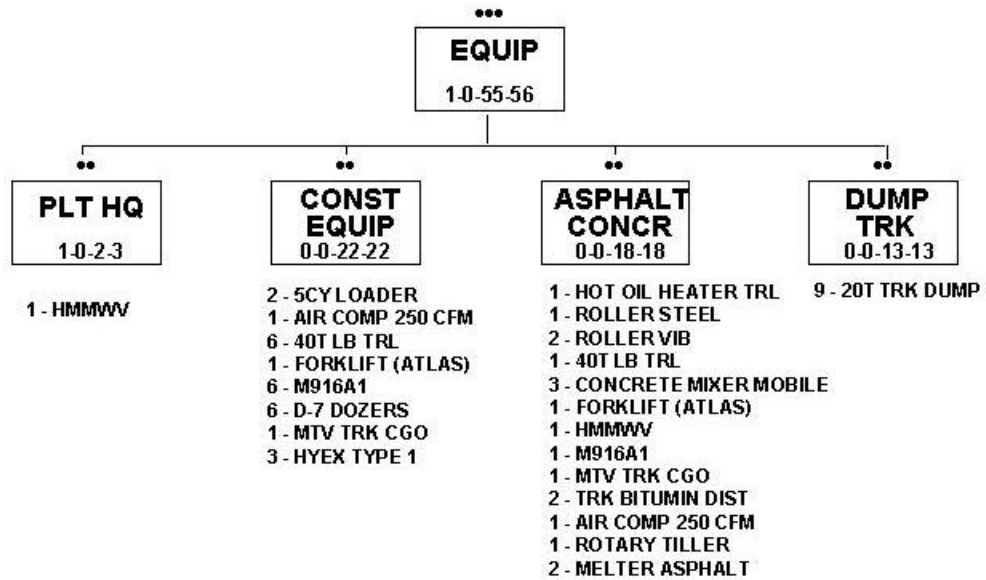 EQUIP
1-0-55-56
PLT HQ
1-0-2-3
1 - HMMWV
CONST
EQUIP
0-0-22-22
2 - 5CY LOADER
1 - AIR COMP 250 CFM
6 - 40T LB TRL
1 - FORKLIFT (ATLAS)
6 - M916A1
6 - D-7 DOZERS
1 - MTV TRK CGO
3 - HYEX TYPE 1
ASPHALT
CONCR
0-0-18-18
1 - HOT OIL HEATER TRL
1 - ROLLER STEEL
2 - ROLLER VIB
1 - 40T LB TRL
3 - CONCRETE MIXER MOBILE
1 - FORKLIFT (ATLAS)
1 - HMMWV
1 - M916A1
1 - MTV TRK CGO
2 - TRK BITUMIN DIST
1 - AIR COMP 250 CFM
1 - ROTARY TILLER
2 - MELTER ASPHALT
DUMP
TRK
0-0-13-13
9 - 20T TRK DUMP